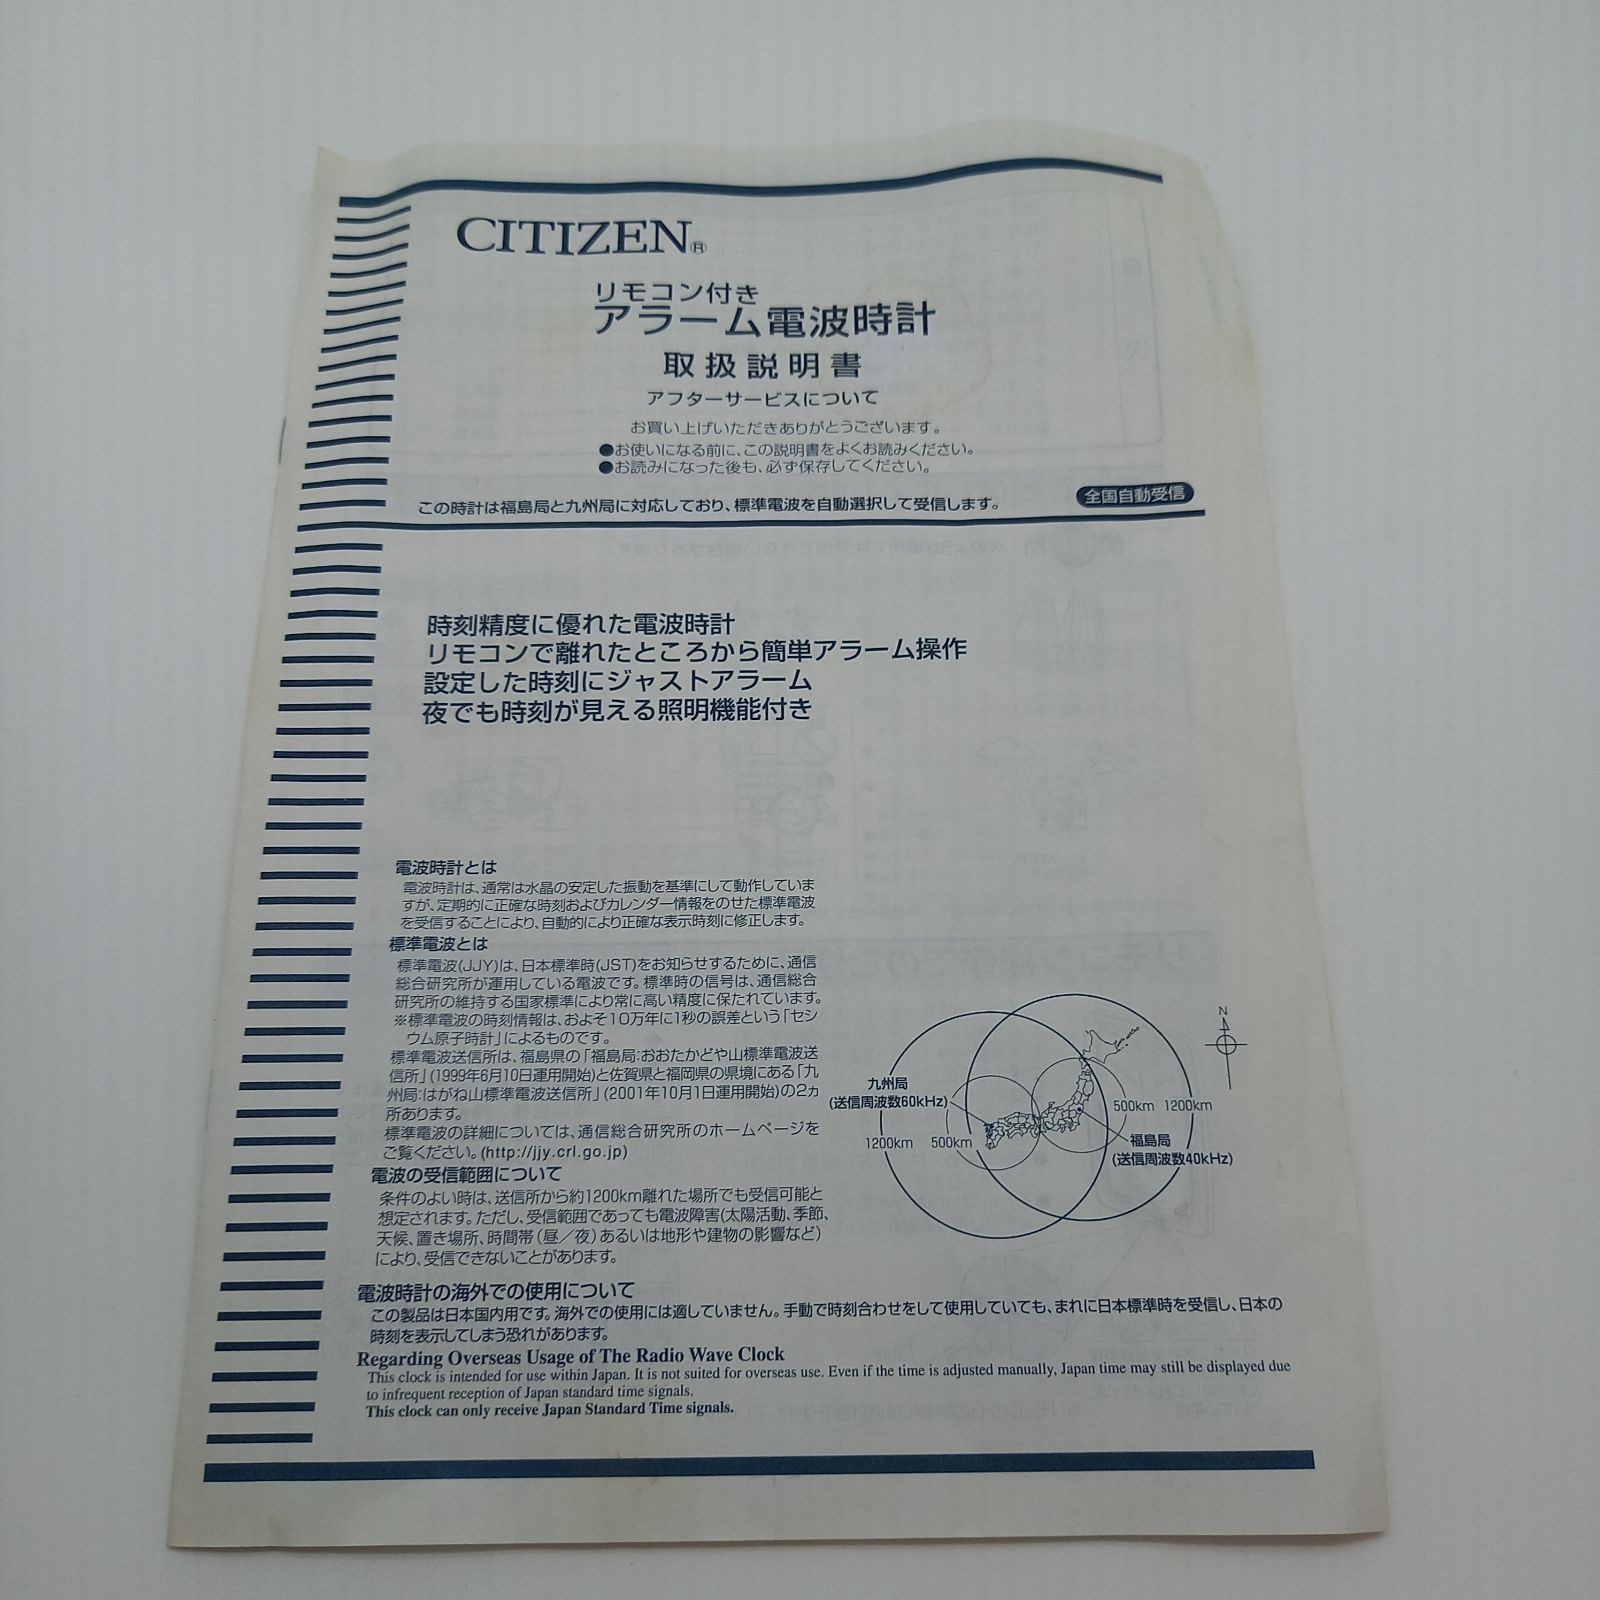 CITIZEN®
リモコン付き
アラーム電波時計
取扱説明書
アフターサービスについて
お買い上げいただきありがとうございます。
●お使いになる前に、この説明書をよくお読みください。
●お読みになった後も、必ず保存してください。
この時計は福島局と九州局に対応しており、標準電波を自動選択して受信します。
全国自動受信
時刻精度に優れた電波時計
リモコンで離れたところから簡単アラーム操作
設定した時刻にジャストアラーム
夜でも時刻が見える照明機能付き
電波時計とは
電波時計は、通常は水晶の安定した振動を基準にして動作していま
すが、定期的に正確な時刻およびカレンダー情報をのせた標準電波
を受信することにより、自動的により正確な表示時刻に修正します。
標準電波とは
標準電波(JJY)は、日本標準時(JST)をお知らせするために、通信
総合研究所が運用している電波です。標準時の信号は、通信総合
研究所の維持する国家標準により常に高い精度に保たれています。
※標準電波の時刻情報は、およそ10万年に1秒の誤差という「セシ
ウム原子時計」によるものです。
標準電波送信所は、福島県の「福島局:おおたかどや山標準電波送
信所」(1999年6月10日運用開始)と佐賀県と福岡県の県境にある「九
州局:はがね山標準電波送信所」(2001年10月1日運用開始)の2ヵ
所あります。
標準電波の詳細については、通信総合研究所のホームページを
ご覧ください。(http://jjy.crl.go.jp)
電波の受信範囲について
条件のよい時は、送信所から約1200km離れた場所でも受信可能と
想定されます。ただし、受信範囲であっても電波障害(太陽活動、季節、
天候、置き場所、時間帯(昼／夜)あるいは地形や建物の影響など)
により、受信できないことがあります。
N
九州局
(送信周波数60kHz)
500km 1200km
1200km 500km
福島局
(送信周波数40kHz)
電波時計の海外での使用について
この製品は日本国内用です。海外での使用には適していません。手動で時刻合わせをして使用していても、まれに日本標準時を受信し、日本の
時刻を表示してしまう恐れがあります。
Regarding Overseas Usage of The Radio Wave Clock
This clock is intended for use within Japan. It is not suited for overseas use. Even if the time is adjusted manually, Japan time may still be displayed due
to infrequent reception of Japan standard time signals.
This clock can only receive Japan Standard Time signals.